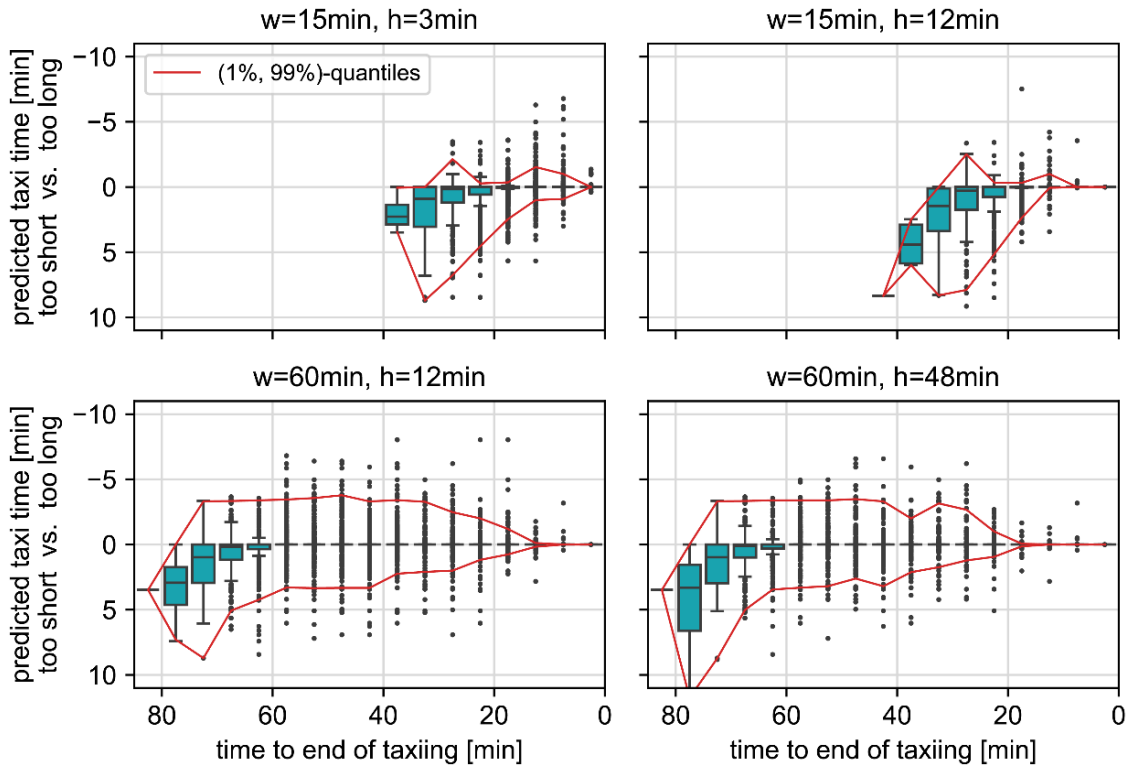 w=15min, h=3min
w=15min, h=12min
predicted taxi time [min]
too short vs. too long
−10
−5
0
5
10
(1%, 99%)-quantiles
w=60min, h=12min
w=60min, h=48min
predicted taxi time [min]
too short vs. too long
−10
−5
0
5
10
80 60 40 20 0
80 60 40 20 0
time to end of taxiing [min]
time to end of taxiing [min]